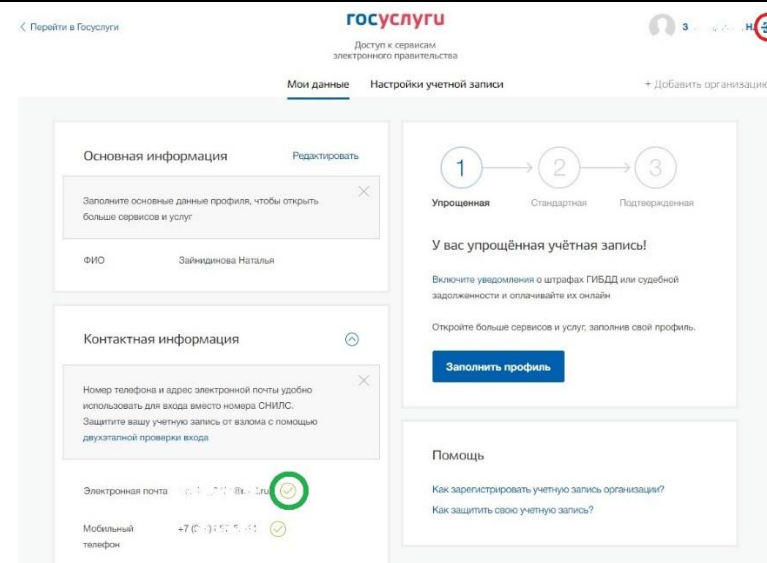 Перейти в Госуслуги
госуслуги
Доступ к сервисам
электронного правительства
З
Мои данные
Настройки учетной записи
+ Добавить организацию
Основная информация
Редактировать
Заполните основные данные профиля, чтобы открыть
больше сервисов и услуг
ФИО Зайнидинова Наталья
Контактная информация
Номер телефона и адрес электронной почты удобно
использовать для входа вместо номера СНИЛС.
Защитите вашу учетную запись от взлома с помощью
двухэтапной проверки входа
Электронная почта
Мобильный
телефон
+7
1
2
3
Упрощенная
Стандартная
Подтвержденная
У вас упрощённая учётная запись!
Включите уведомления о штрафах ГИБДД или судебной
задолженности и оплачивайте их онлайн
Откройте больше сервисов и услуг, заполнив свой профиль.
Заполнить профиль
Помощь
Как зарегистрировать учетную запись организации?
Как защитить свою учетную запись?